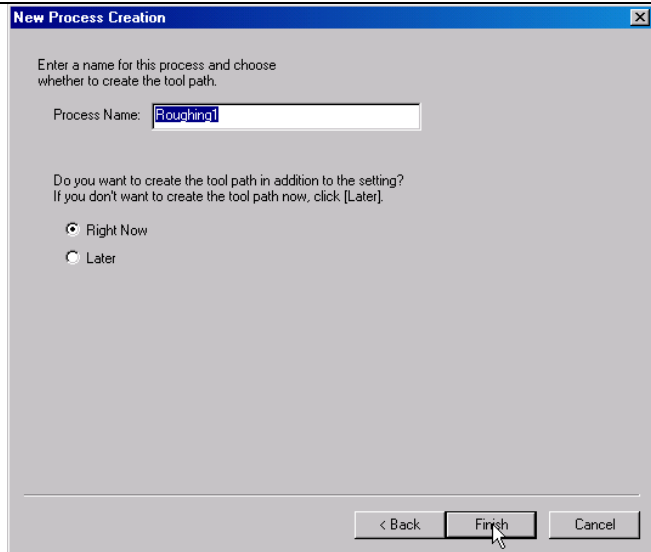 New Process Creation
Enter a name for this process and choose
whether to create the tool path.
Process Name: Roughing1
Do you want to create the tool path in addition to the setting?
If you don't want to create the tool path now, click [Later].
Right Now
Later
< Back Finish Cancel